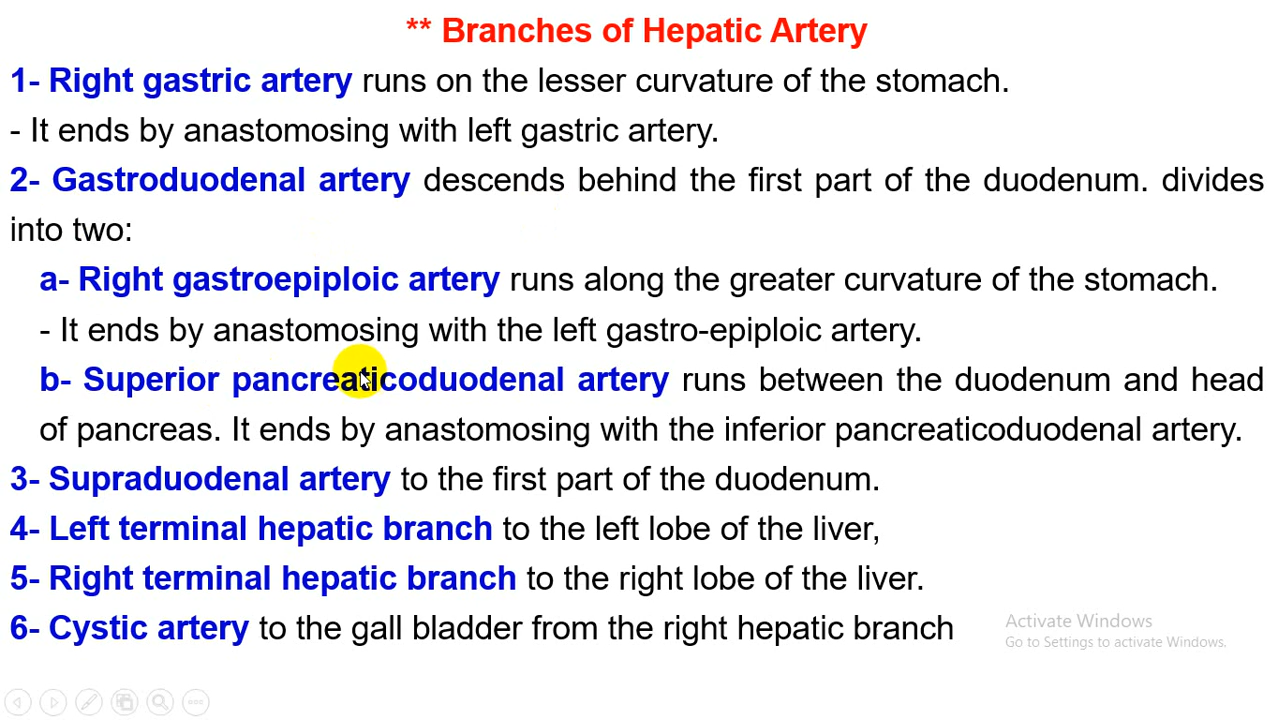 ** Branches of Hepatic Artery
1- Right gastric artery runs on the lesser curvature of the stomach.
- It ends by anastomosing with left gastric artery.
2- Gastroduodenal artery descends behind the first part of the duodenum. divides
into two:
a- Right gastroepiploic artery runs along the greater curvature of the stomach.
- It ends by anastomosing with the left gastro-epiploic artery.
b- Superior pancreaticoduodenal artery runs between the duodenum and head
of pancreas. It ends by anastomosing with the inferior pancreaticoduodenal artery.
3- Supraduodenal artery to the first part of the duodenum.
4- Left terminal hepatic branch to the left lobe of the liver,
5- Right terminal hepatic branch to the right lobe of the liver.
6- Cystic artery to the gall bladder from the right hepatic branch
Activate Windows
Go to Settings to activate Windows.